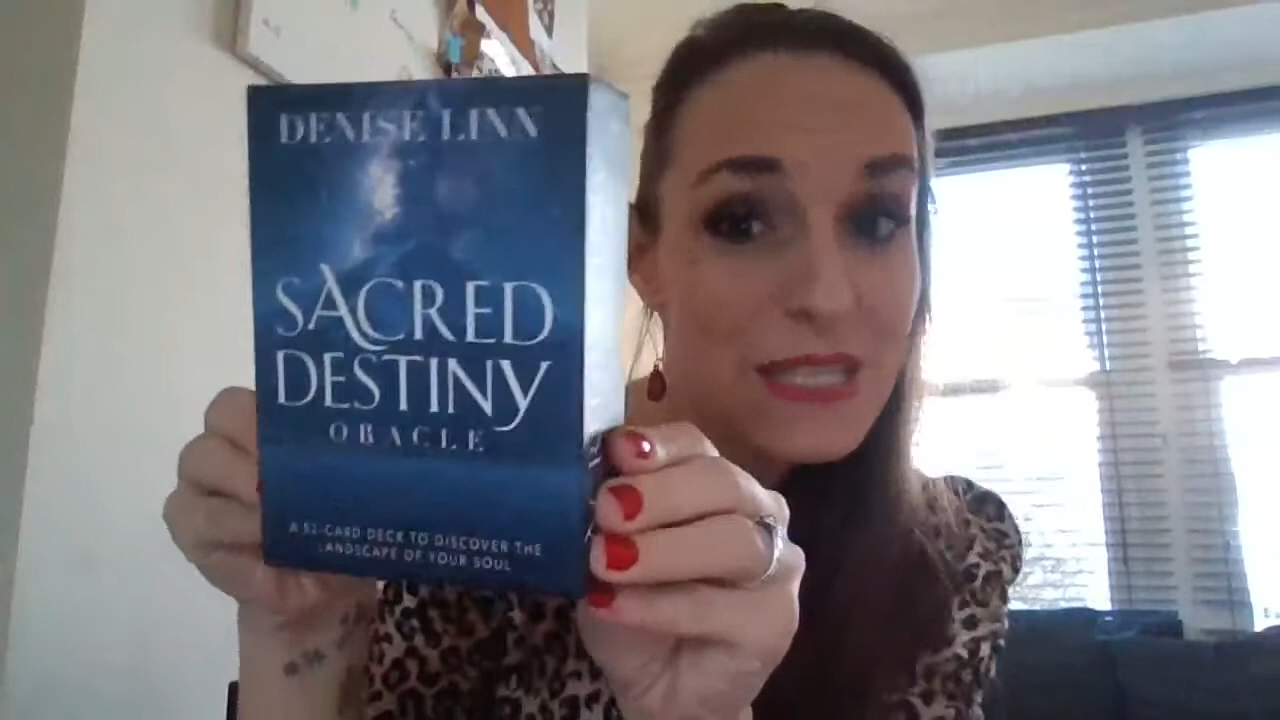 DENISE LINN
SACRED
DESTINY
ORACLE
A 52-CARD DECK TO DISCOVER THE
LANDSCAPE OF YOUR SOUL